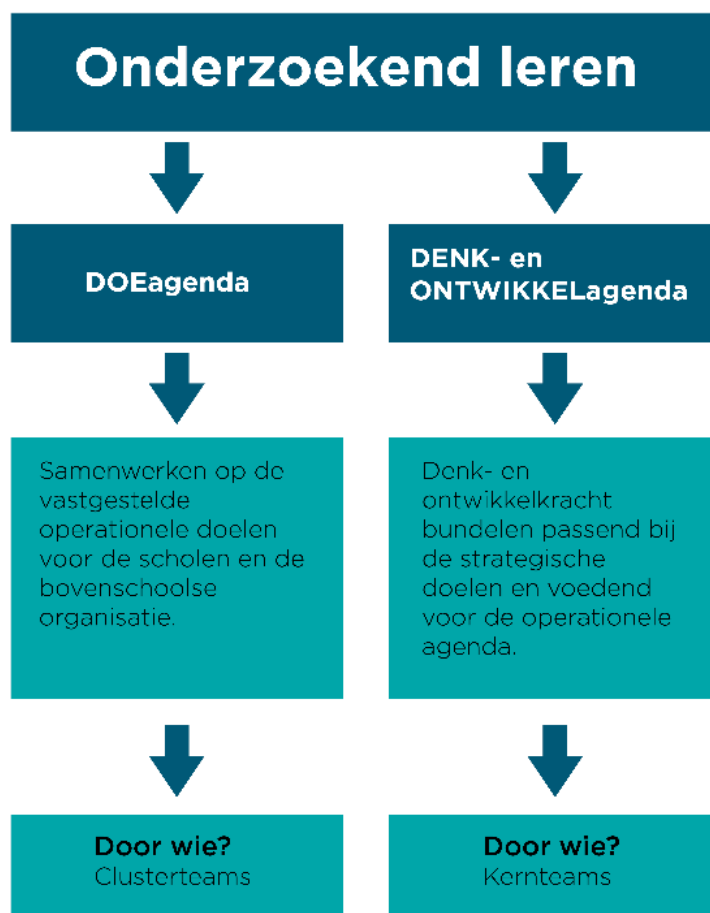 Onderzoekend leren
DOEagenda
DENK- en
ONTWIKKELagenda
Samenwerken op de
vastgestelde
operationele doelen
voor de scholen en de
bovenschoolse
organisatie.
Denk- en
ontwikkelkracht
bundelen passend bij
de strategische
doelen en voedend
voor de operationele
agenda.
Door wie?
Clusterteams
Door wie?
Kernteams